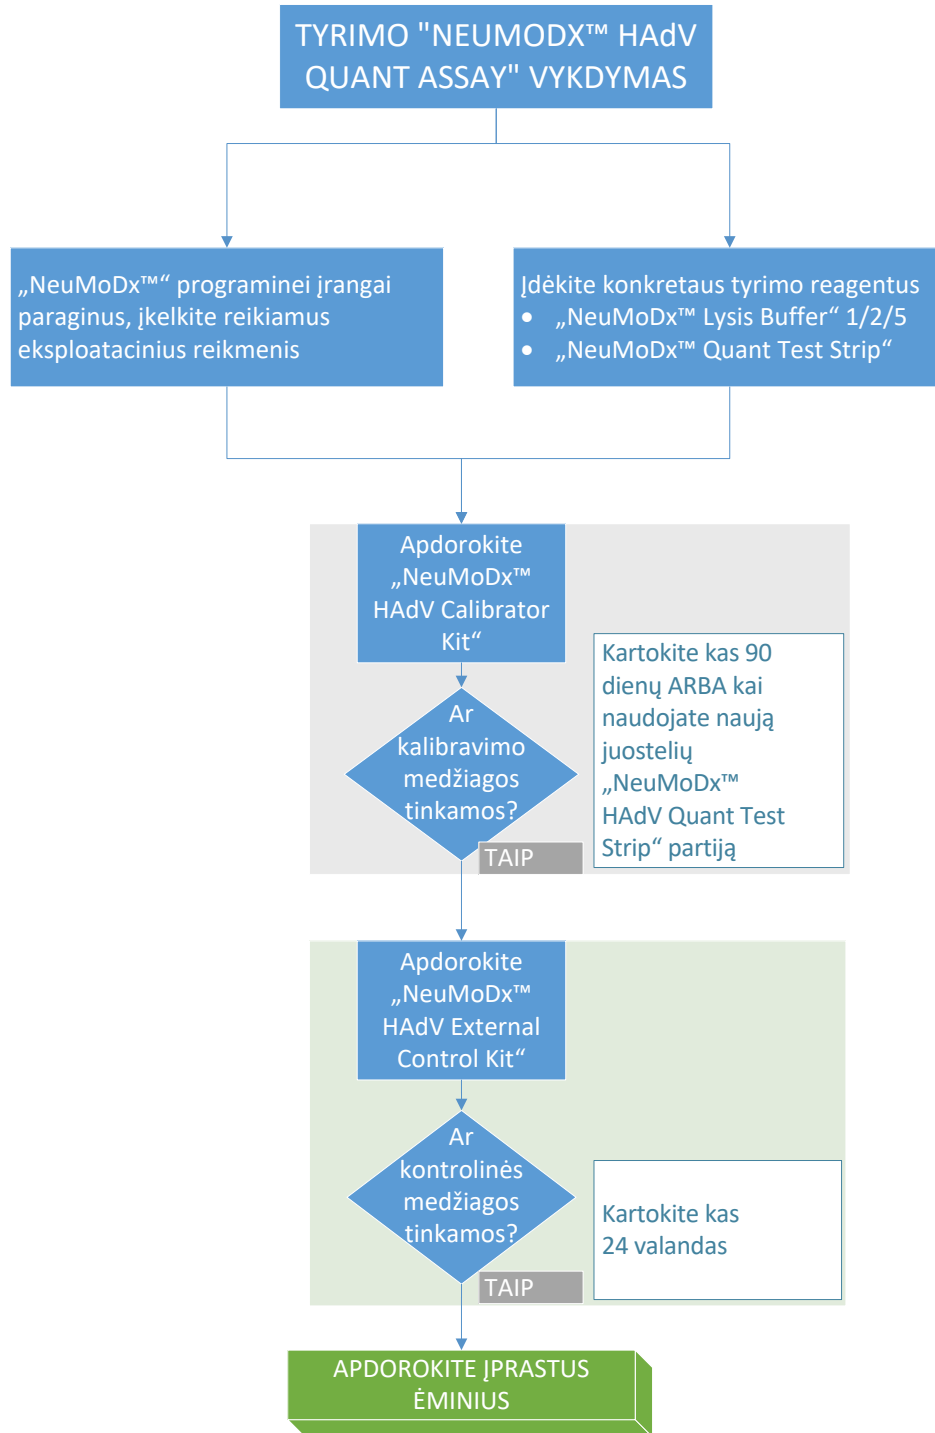 TYRIMO "NEUMODX™ HAdV
QUANT ASSAY" VYKDYMAS
„NeuMoDx™“ programinei įrangai
paraginus, įkelkite reikiamus
eksploatacinius reikmenis
Įdėkite konkretaus tyrimo reagentus
• „NeuMoDx™ Lysis Buffer“ 1/2/5
• „NeuMoDx™ Quant Test Strip“
Apdorokite
„NeuMoDx™
HAdV Calibrator
Kit“
Ar
kalibravimo
medžiagos
tinkamos?
TAIP
Kartokite kas 90
dienų ARBA kai
naudojate naują
juostelių
„NeuMoDx™
HAdV Quant Test
Strip“ partiją
Apdorokite
„NeuMoDx™
HAdV External
Control Kit“
Ar
kontrolinės
medžiagos
tinkamos?
TAIP
Kartokite kas
24 valandas
APDOROKITE ĮPRASTUS
ĖMINIUS